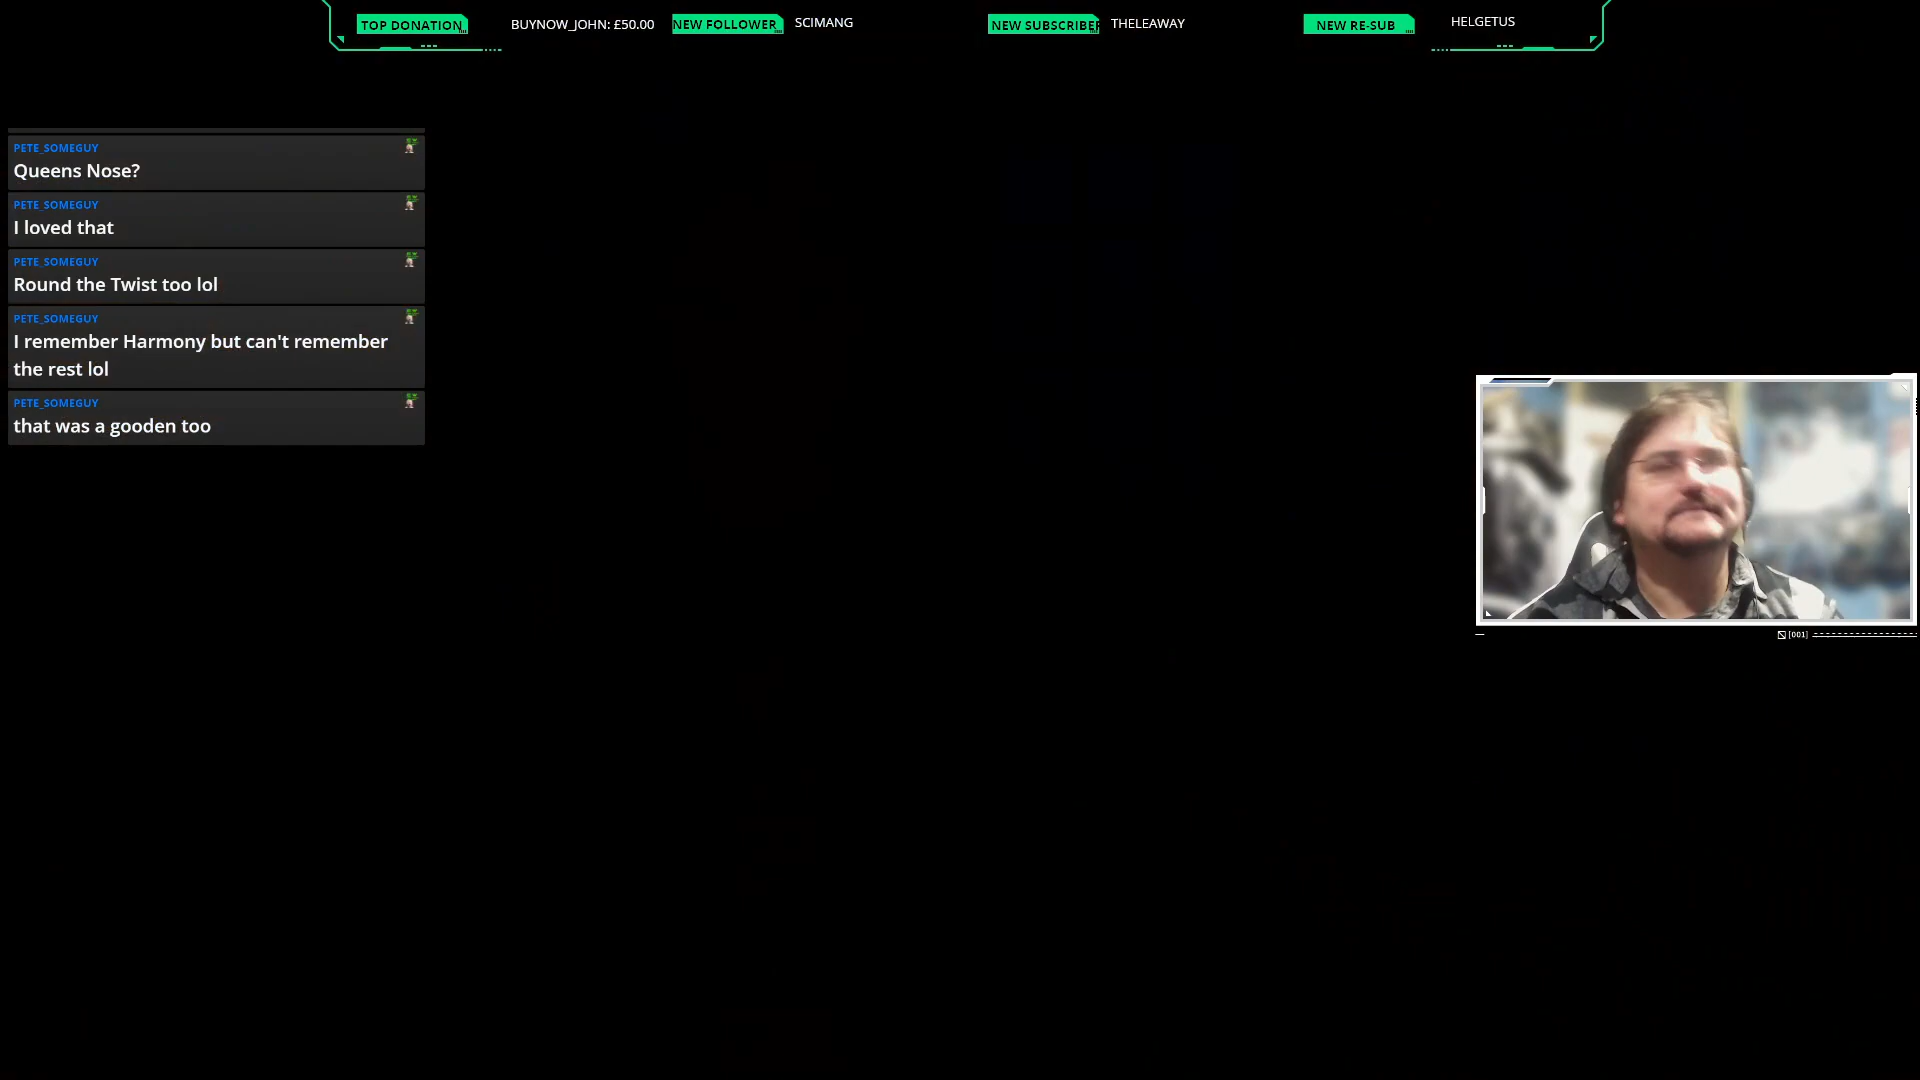 TOP DONATION
BUYNOW_JOHN: £50.00
NEW FOLLOWER
SCIMANG
NEW SUBSCRIBER
THELEAWAY
NEW RE-SUB
HELGETUS
PETE_SOMEGUY
Queens Nose?
PETE_SOMEGUY
I loved that
PETE_SOMEGUY
Round the Twist too lol
PETE_SOMEGUY
I remember Harmony but can't remember
the rest lol
PETE_SOMEGUY
that was a gooden too
[001]